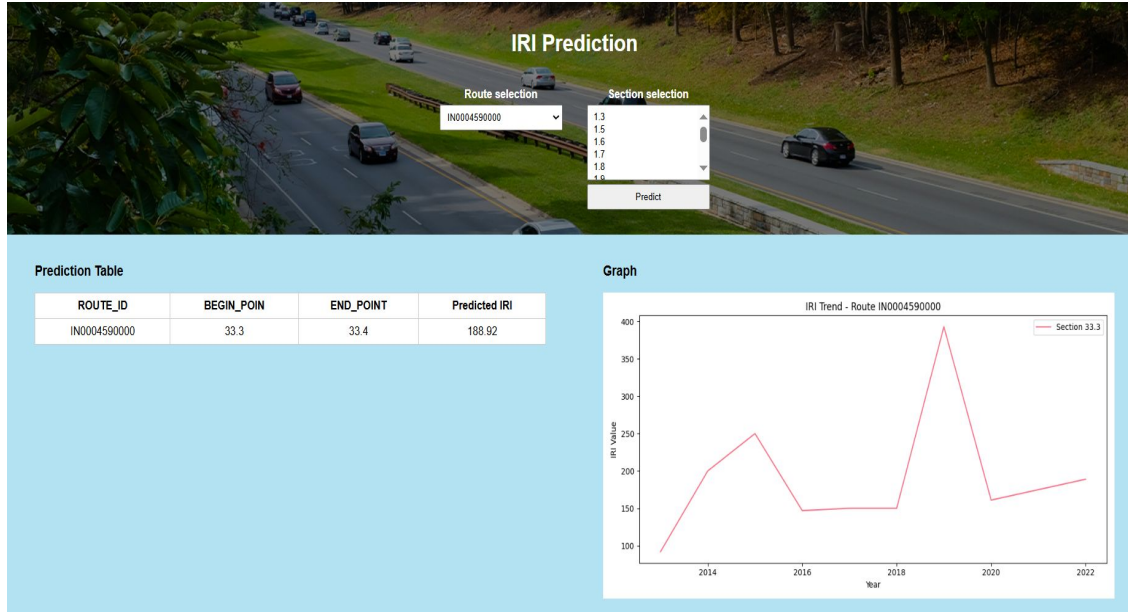 IRI Prediction
Route selection
Section selection
IN0004590000
1.3
1.5
1.6
1.7
1.8
1.9
Predict
Prediction Table
ROUTE_ID BEGIN_POIN END_POINT Predicted IRI
IN0004590000 33.3 33.4 188.92
Graph
IRI Trend - Route IN0004590000
Section 33.3
400
350
300
250
200
150
100
IRI Value
2014 2016 2018 2020 2022
Year